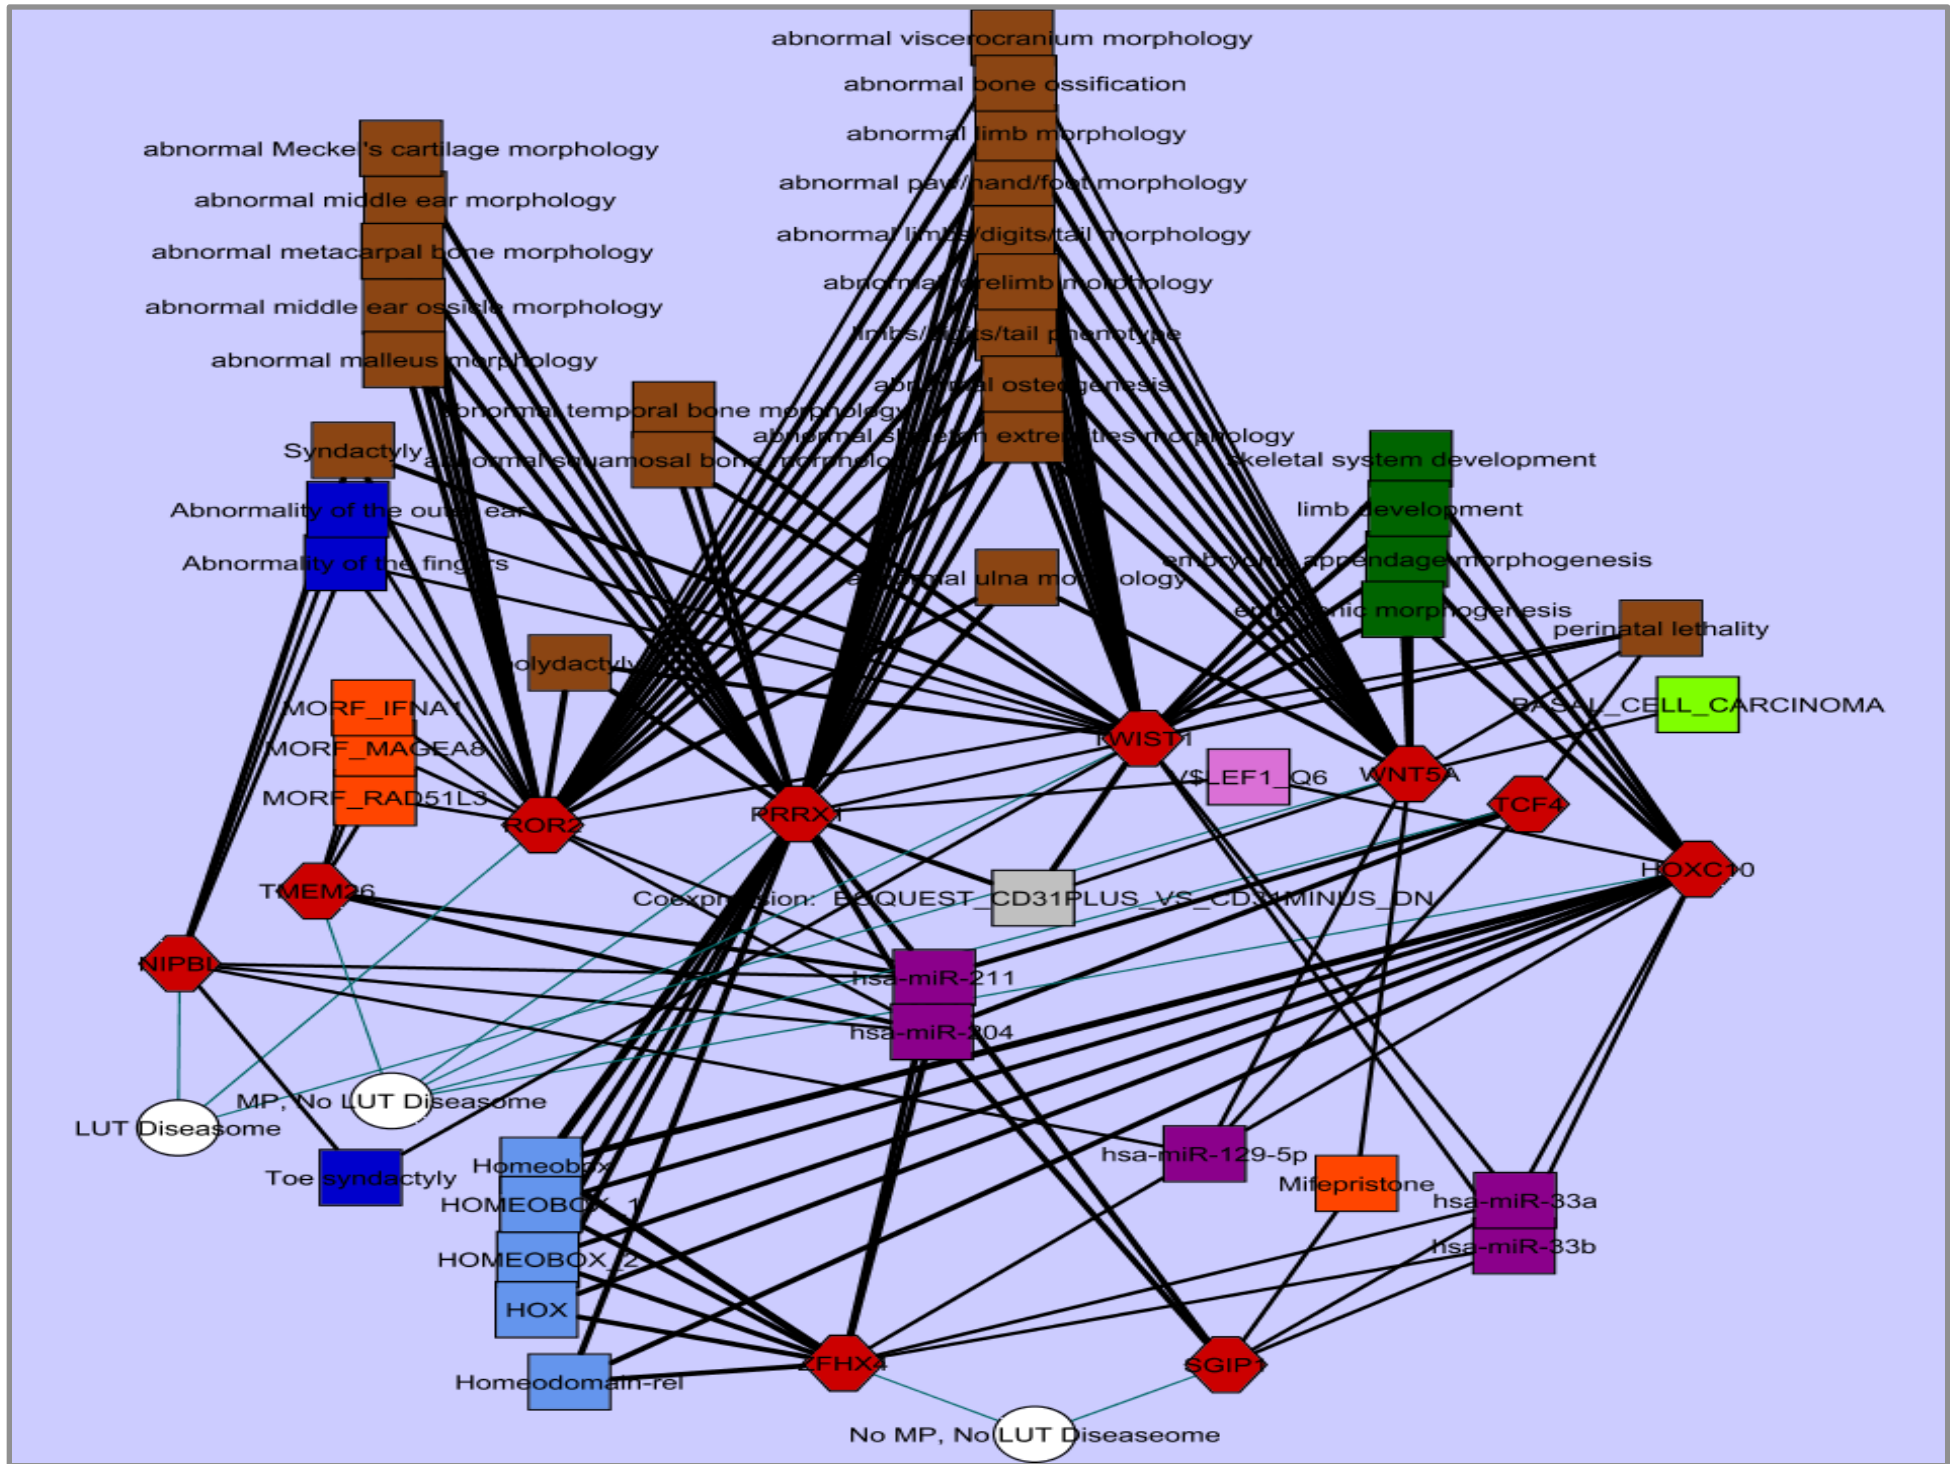 abnormal viscerocranium morphology
abnormal bone ossification
abnormal limb morphology
abnormal Meckel's cartilage morphology
abnormal paw/hand/foot morphology
abnormal middle ear morphology
abnormal limbs/digits/tail morphology
abnormal metacarpal bone morphology
abnormal forelimb morphology
abnormal middle ear ossicle morphology
limbs/digits/tail phenotype
abnormal malleus morphology
abnormal osteogenesis
abnormal temporal bone morphology
abnormal skeleton extremities morphology
Syndactyly
abnormal squamosal bone morpholo
skeletal system development
Abnormality of the outer ear
limb development
Abnormality of the fingers
embryonic appendage morphogenesis
abnormal ulna morphology
embryonic morphogenesis
perinatal lethality
polydactyly
MORF_IFNA1
BASAL_CELL_CARCINOMA
MORF_MAGEA8
TWIST1
V$LEF1_Q6
WNT5A
MORF_RAD51L3
ROR2
PRRX1
TCF4
HOXC10
TMEM26
Coexpression: BOQUEST_CD31PLUS_VS_CD31MINUS_DN
NIPBL
hsa-miR-211
hsa-miR-204
MP, No LUT Diseasome
LUT Diseasome
Toe syndactyly
Homeobox
hsa-miR-129-5p
Mifepristone
HOMEOBOX_1
hsa-miR-33a
HOMEOBOX_2
hsa-miR-33b
HOX
ZFHX4
SGIP1
Homeodomain-rel
No MP, No LUT Diseaseome